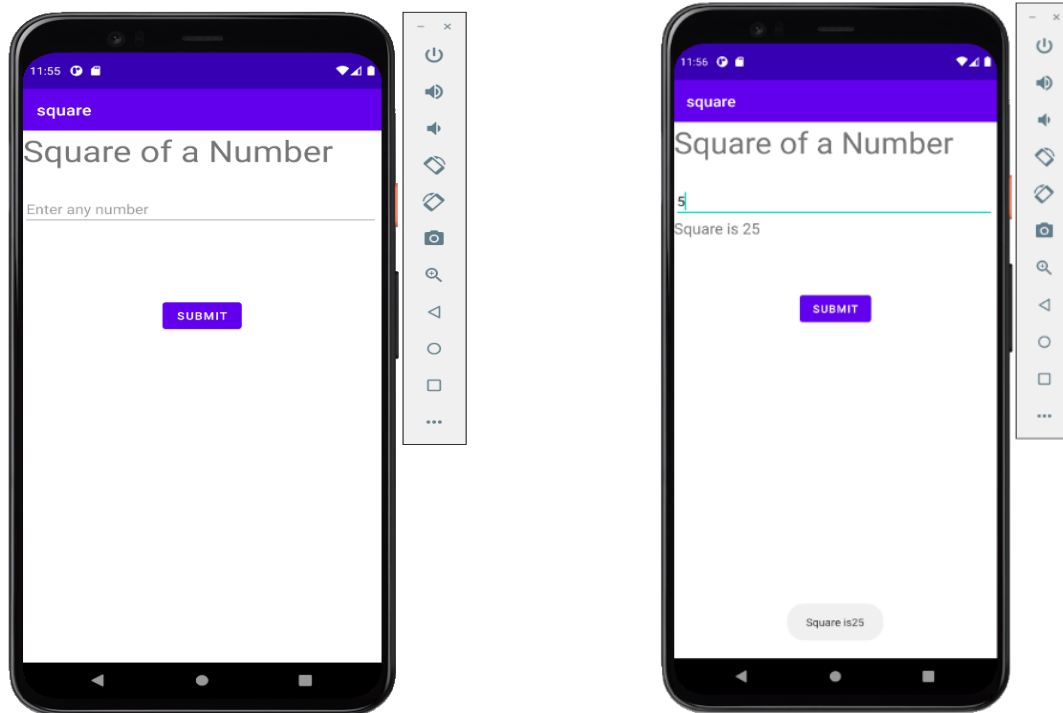 11:55
square
Square of a Number
Enter any number
SUBMIT
11:56
square
Square of a Number
5
Square is 25
SUBMIT
Square is25